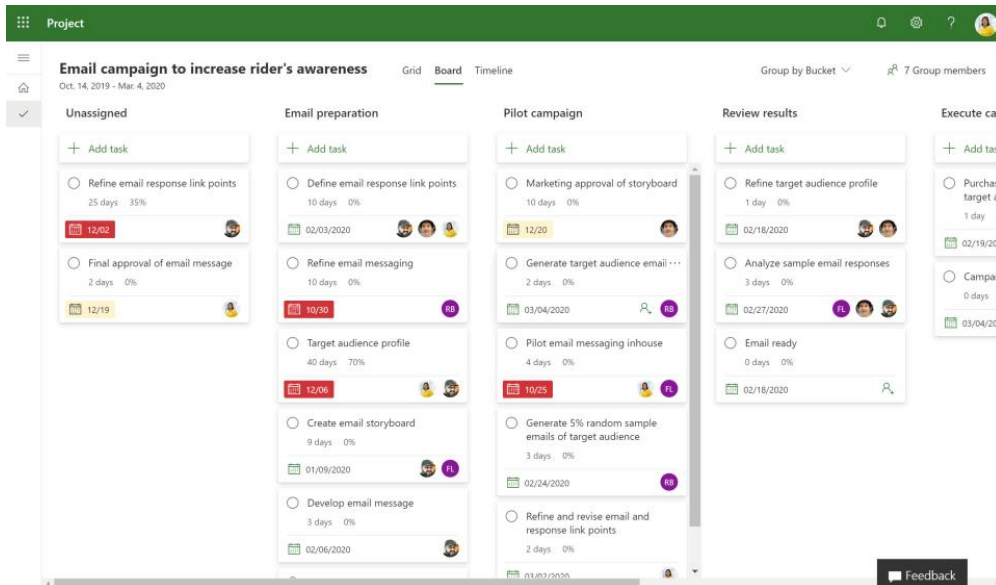 Project
Email campaign to increase rider's awareness
Oct. 14, 2019 - Mar. 4, 2020
Grid Board Timeline
Group by Bucket
7 Group members
Unassigned
Add task
Refine email response link points
25 days 35%
12/02
Final approval of email message
2 days 0%
12/19
Email preparation
Add task
Define email response link points
10 days 0%
02/03/2020
Refine email messaging
10 days 0%
10/30
RB
Target audience profile
40 days 70%
12/06
Create email storyboard
9 days 0%
01/09/2020
FL
Develop email message
3 days 0%
02/06/2020
Pilot campaign
Add task
Marketing approval of storyboard
10 days 0%
12/20
Generate target audience email ···
2 days 0%
03/04/2020
RB
Pilot email messaging inhouse
4 days 0%
10/25
FL
Generate 5% random sample
emails of target audience
3 days 0%
02/24/2020
RB
Refine and revise email and
response link points
2 days 0%
03/02/2020
Review results
Add task
Refine target audience profile
1 day 0%
02/18/2020
Analyze sample email responses
3 days 0%
02/27/2020
FL
Email ready
0 days 0%
02/18/2020
Execute ca
Add tas
Purchas
target a
1 day
02/19/20
Campai
0 days
03/04/20
Feedback